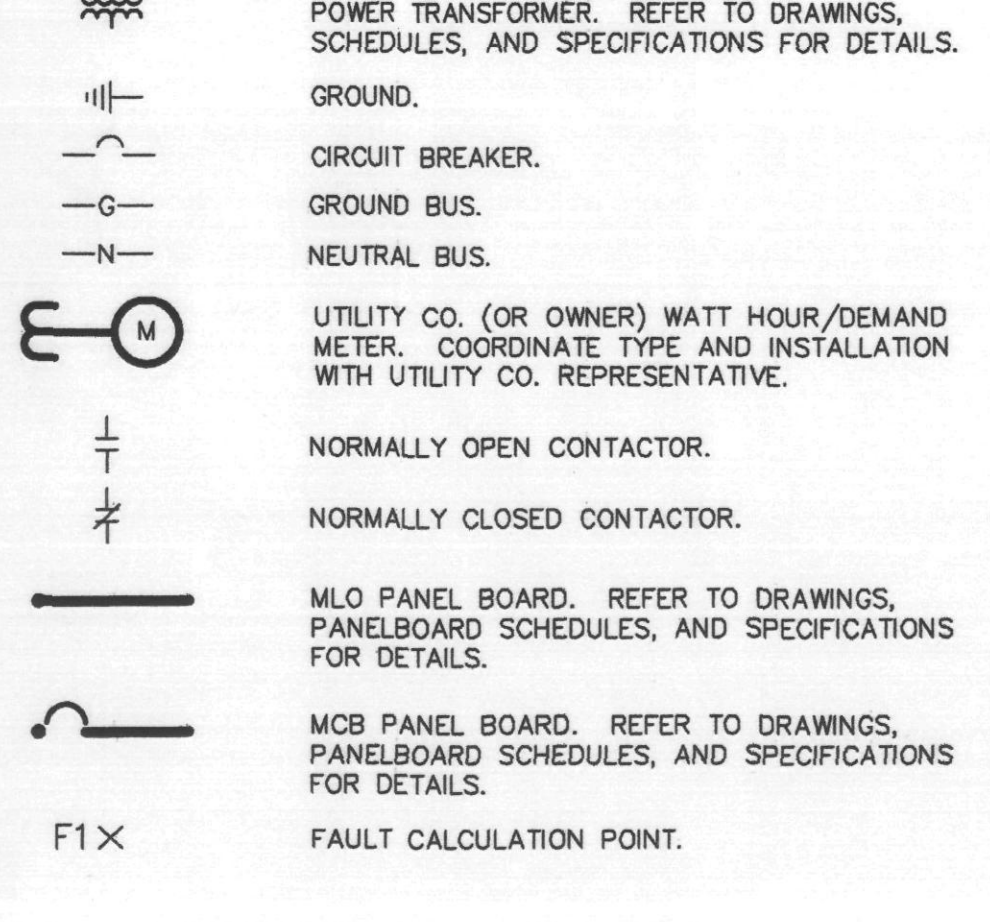 POWER TRANSFORMER. REFER TO DRAWINGS,
SCHEDULES, AND SPECIFICATIONS FOR DETAILS.
GROUND.
CIRCUIT BREAKER.
G GROUND BUS.
N NEUTRAL BUS.
M UTILITY CO. (OR OWNER) WATT HOUR/DEMAND
METER. COORDINATE TYPE AND INSTALLATION
WITH UTILITY CO. REPRESENTATIVE.
NORMALLY OPEN CONTACTOR.
NORMALLY CLOSED CONTACTOR.
MLO PANEL BOARD. REFER TO DRAWINGS,
PANELBOARD SCHEDULES, AND SPECIFICATIONS
FOR DETAILS.
MCB PANEL BOARD. REFER TO DRAWINGS,
PANELBOARD SCHEDULES, AND SPECIFICATIONS
FOR DETAILS.
F1 X FAULT CALCULATION POINT.